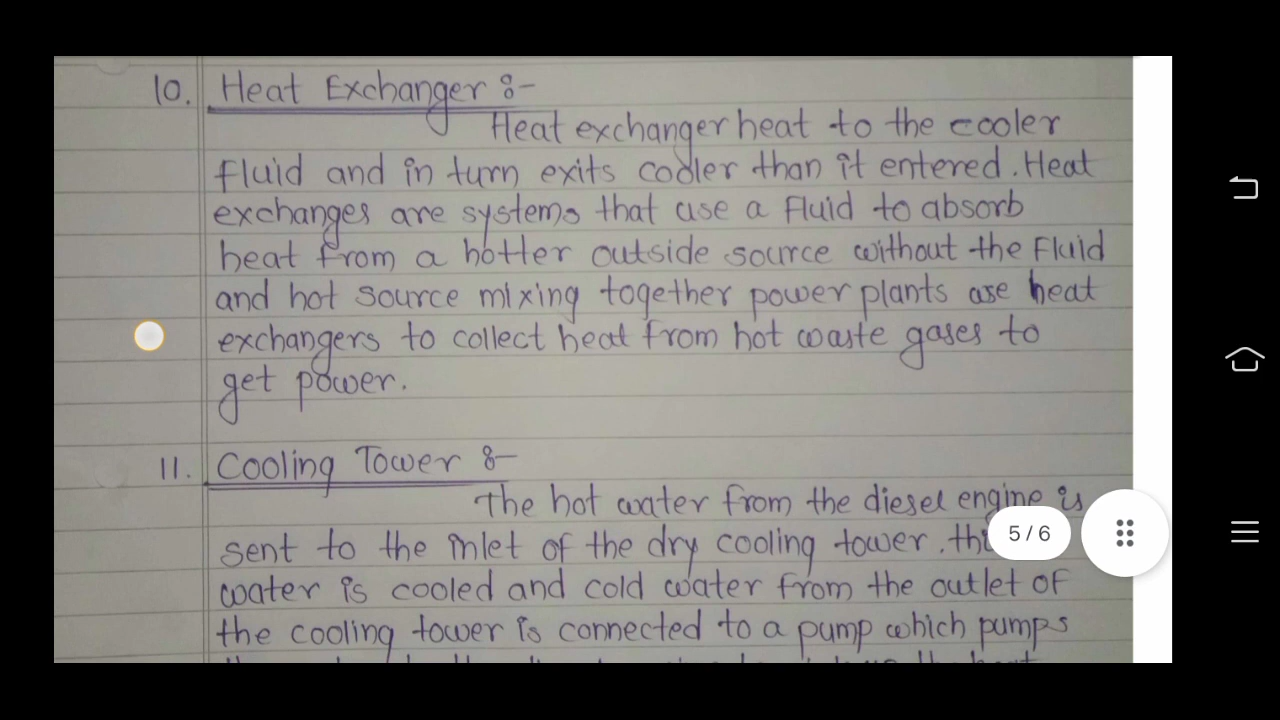 10. Heat Exchanger :-
Heat exchanger heat to the cooler
fluid and in turn exits cooler than it entered. Heat
exchanges are systems that use a fluid to absorb
heat from a hotter outside source without the fluid
and hot source mixing together power plants use heat
exchangers to collect heat from hot waste gases to
get power.
11. Cooling Tower :-
The hot water from the diesel engine is
sent to the inlet of the dry cooling tower.
5/6
water is cooled and cold water from the outlet of
the cooling tower is connected to a pump which pumps